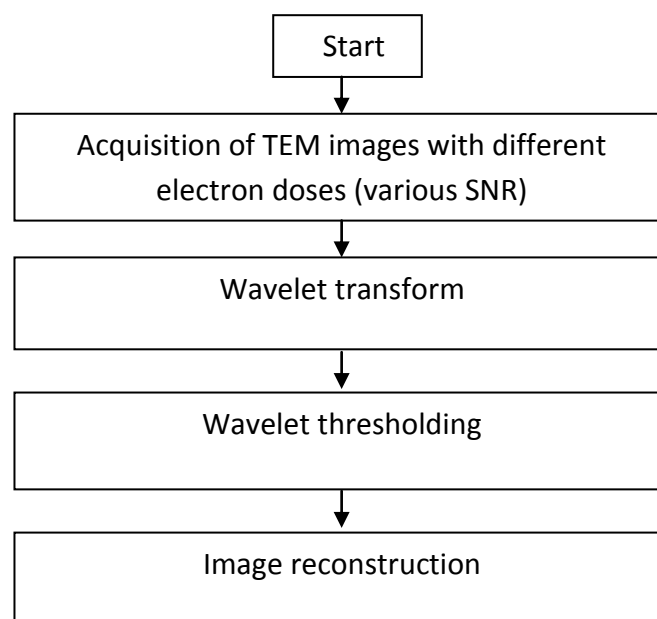 Start
Acquisition of TEM images with different
electron doses (various SNR)
Wavelet transform
Wavelet thresholding
Image reconstruction